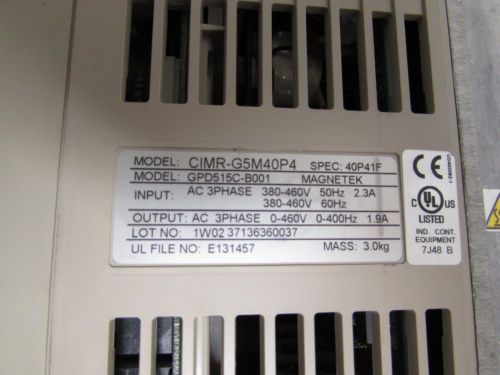 MODEL: CIMR-G5M40P4 SPEC: 40P41F
MODEL: GPD515C-B001 MAGNETEK
INPUT: AC 3PHASE 380-460V 50Hz 2.3A
380-460V 60Hz
OUTPUT: AC 3PHASE 0-460V 0-400Hz 1.9A
LOT NO: 1W02 37136360037
UL FILE NO: E131457 MASS: 3.0kg
CE
C UL US
LISTED
IND. CONT.
EQUIPMENT
7J48 B